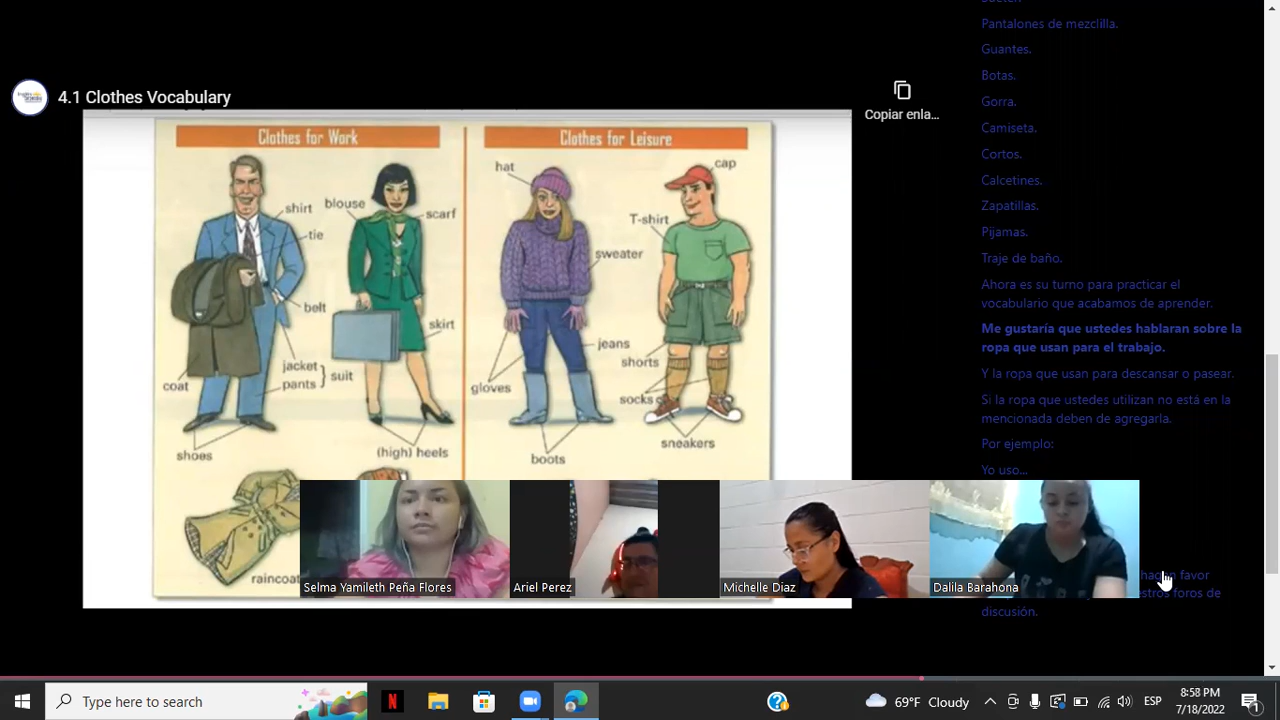 Pantalones de mezclilla.
Guantes.
Botas.
Gorra.
Camiseta.
Cortos.
Calcetines.
Zapatillas.
Pijamas.
Traje de baño.
Ahora es su turno para practicar el
vocabulario que acabamos de aprender.
Me gustaría que ustedes hablaran sobre la
ropa que usan para el trabajo.
Y la ropa que usan para descansar o pasear.
Si la ropa que ustedes utilizan no está en la
mencionada deben de agregarla.
Por ejemplo:
Yo uso...
favor
foros de
discusión.
4.1 Clothes Vocabulary
Copiar enla...
Clothes for Work
Clothes for Leisure
shirt
blouse
scarf
tie
belt
skirt
jacket
pants
suit
coat
shoes
(high) heels
raincoat
hat
cap
T-shirt
sweater
jeans
shorts
gloves
socks
sneakers
boots
Selma Yamileth Peña Flores
Ariel Perez
Michelle Diaz
Dalila Barahona
Type here to search
69°F Cloudy
ESP
8:58 PM
7/18/2022
1